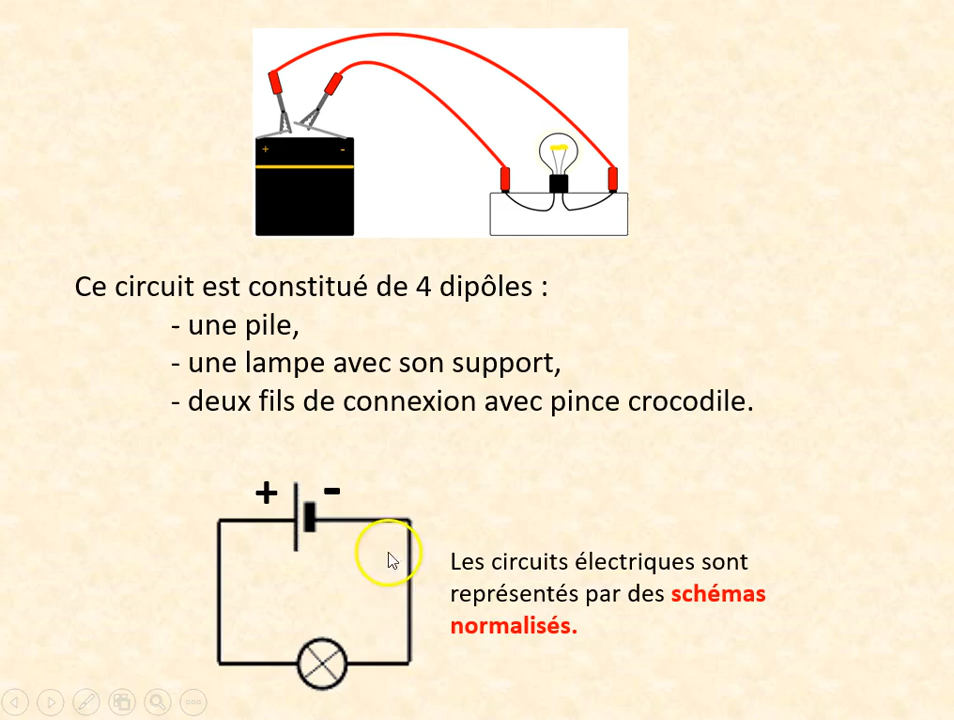 + -
Ce circuit est constitué de 4 dipôles :
- une pile,
- une lampe avec son support,
- deux fils de connexion avec pince crocodile.
+ -
Les circuits électriques sont
représentés par des schémas
normalisés.